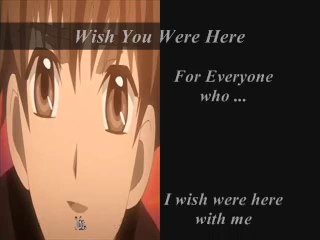 Wish You Were Here
For Everyone
who ...
I wish were here
with me